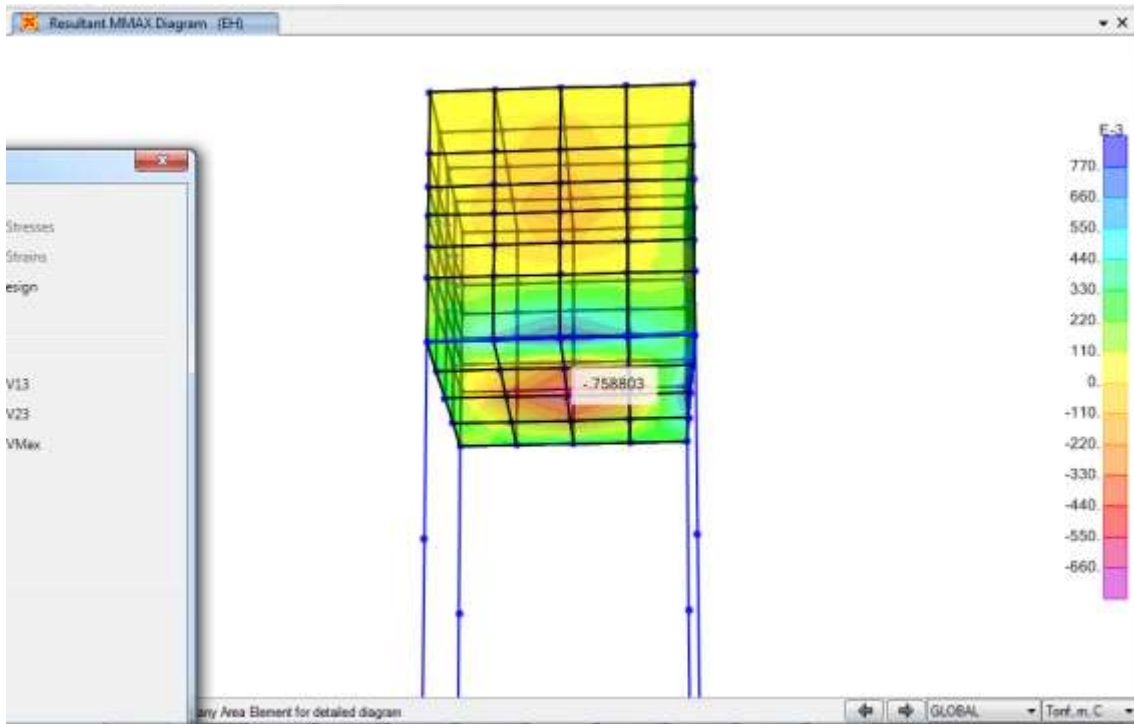 Resultant MMAX Diagram (EH)
Stresses
Strains
esign
V13
V23
VMax
E-3
770.
660.
550.
440.
330.
220.
110.
0.
-110.
-220.
-330.
-440.
-550.
-660.
-.758803
any Area Element for detailed diagram
GLOBAL
Tonf, m, C